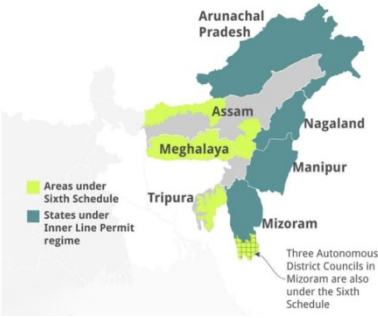 Arunachal
Pradesh
Assam
Nagaland
Meghalaya
Manipur
Areas under
Sixth Schedule
States under
Inner Line Permit
regime
Tripura
Mizoram
Three Autonomous
District Councils in
Mizoram are also
under the Sixth
Schedule